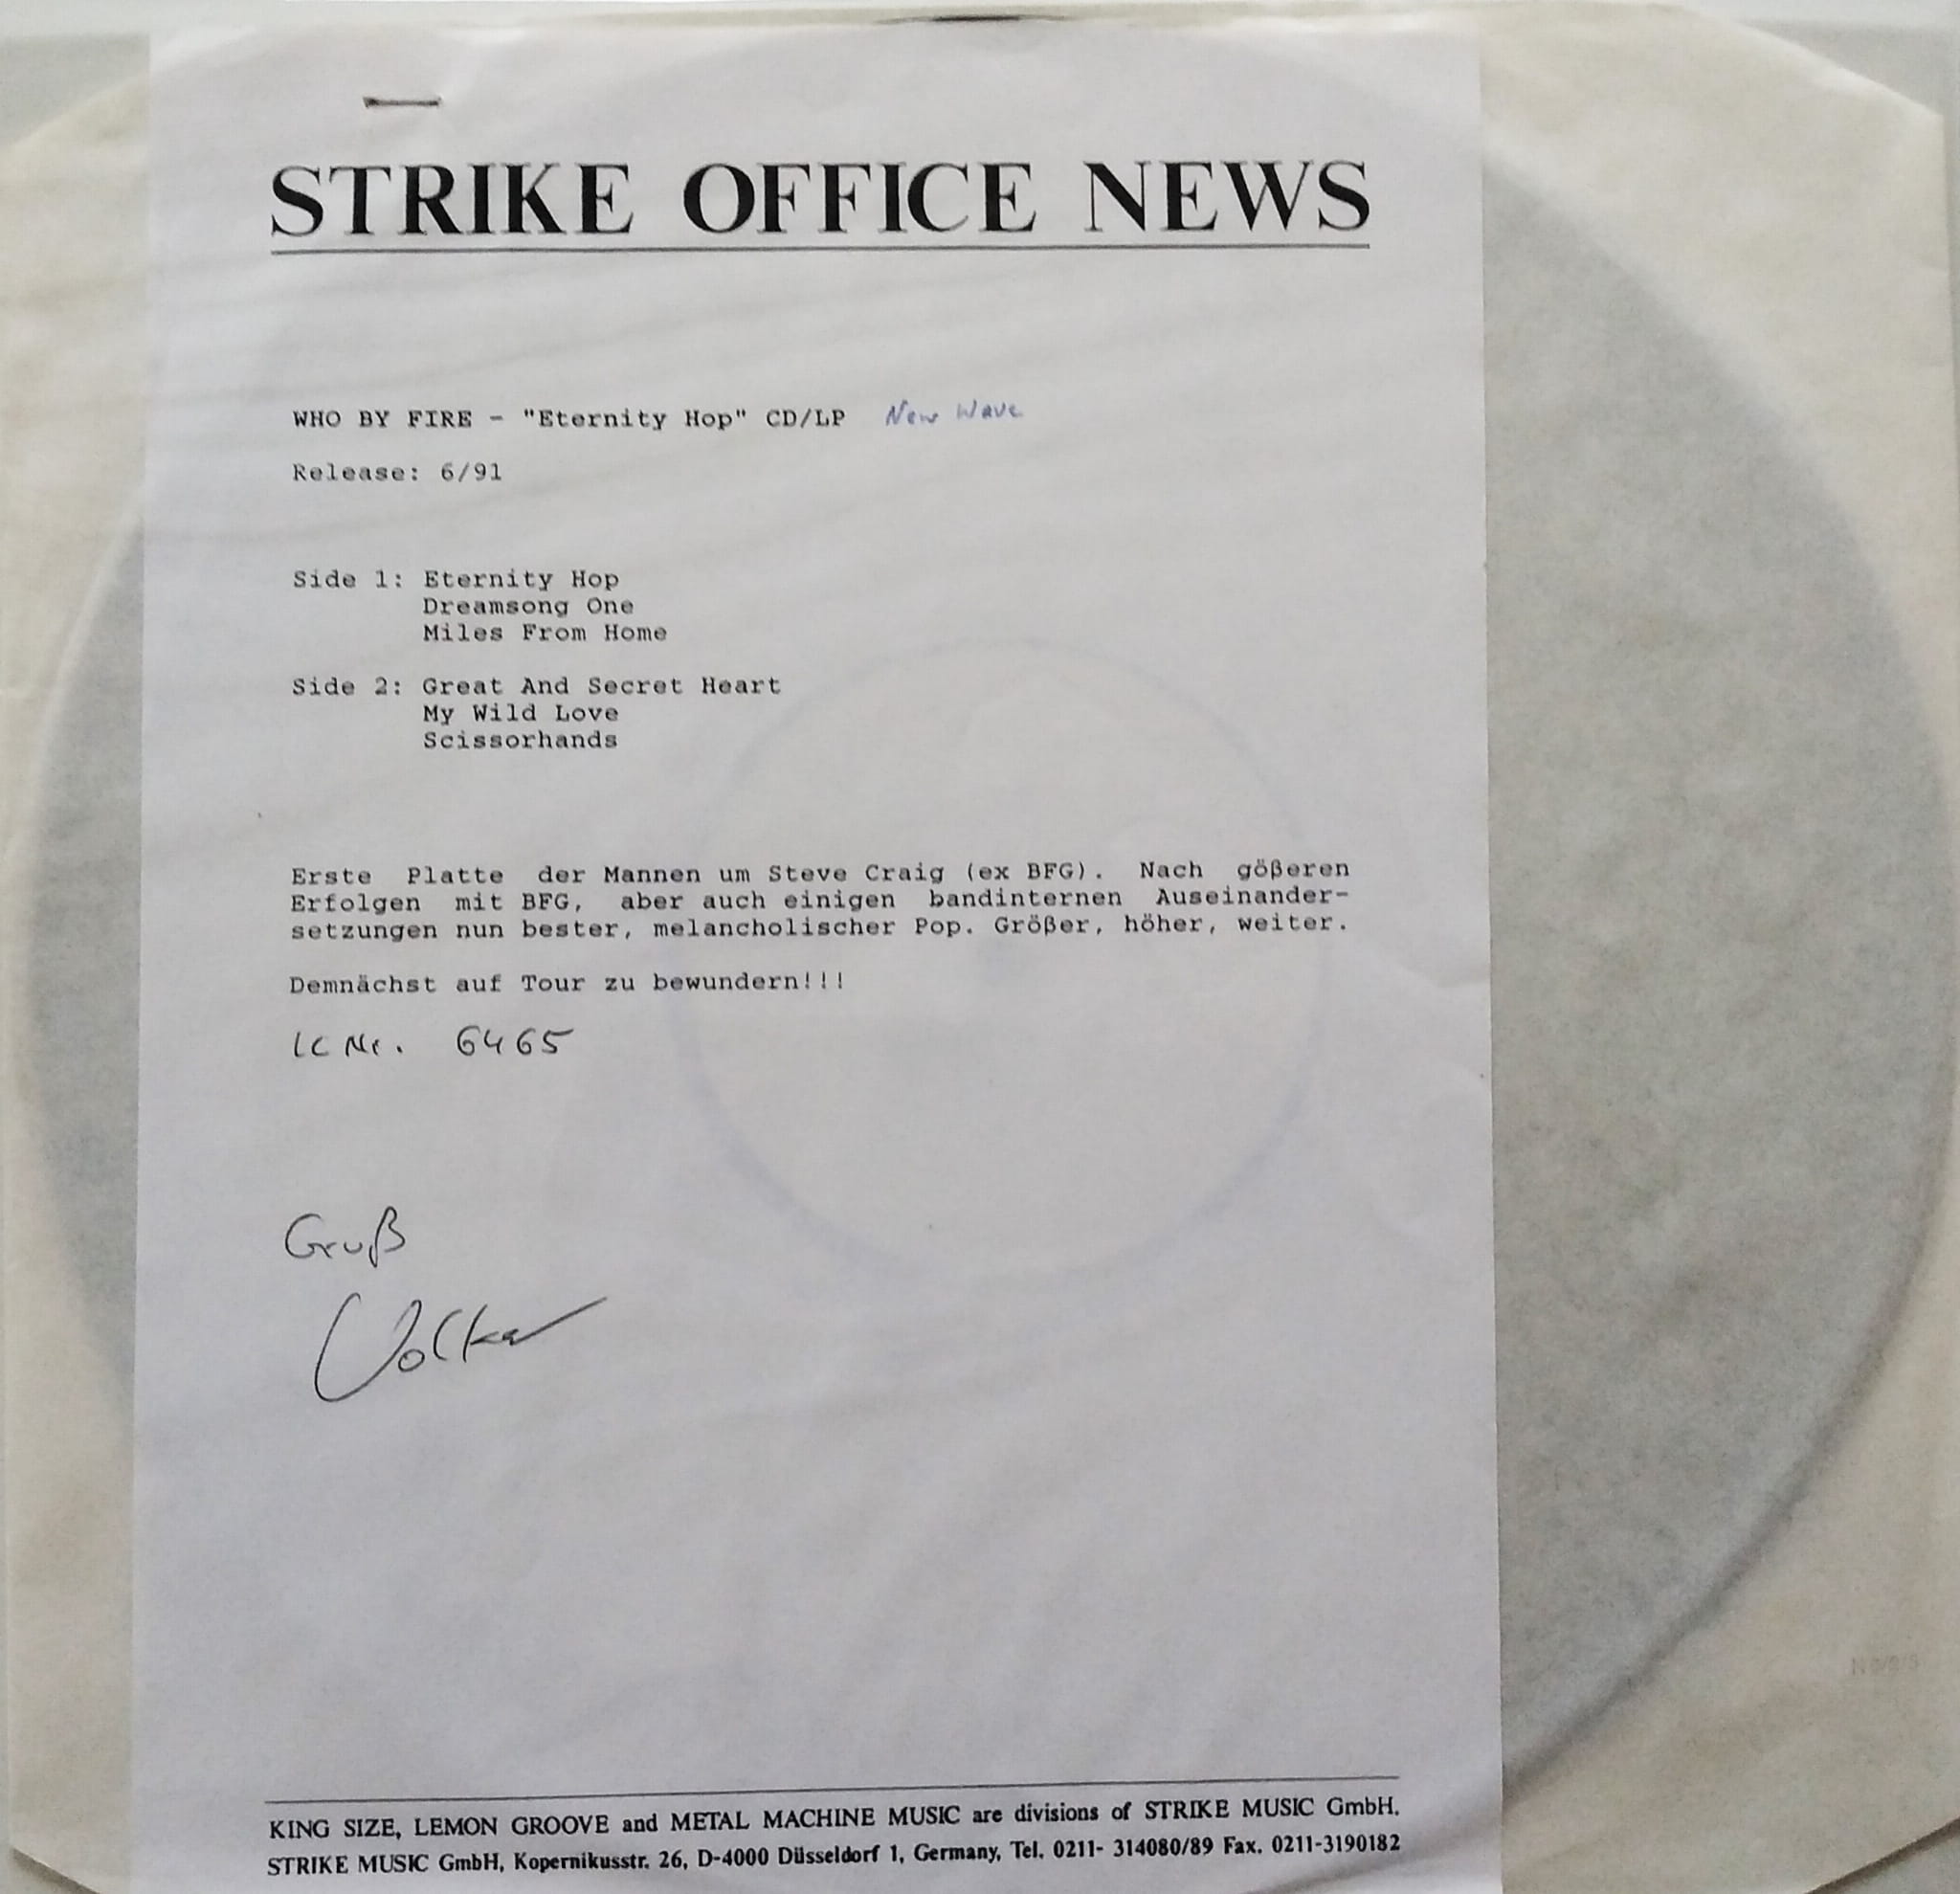 STRIKE OFFICE NEWS
WHO BY FIRE - "Eternity Hop" CD/LP New Wave
Release: 6/91
Side 1: Eternity Hop
Dreamsong One
Miles From Home
Side 2: Great And Secret Heart
My Wild Love
Scissorhands
Erste Platte der Mannen um Steve Craig (ex BFG). Nach gößeren
Erfolgen mit BFG, aber auch einigen bandinternen Auseinander-
setzungen nun bester, melancholischer Pop. Größer, höher, weiter.
Demnächst auf Tour zu bewundern!!!
LC Nr. 6465
Gruß
Volker
KING SIZE, LEMON GROOVE and METAL MACHINE MUSIC are divisions of STRIKE MUSIC GmbH.
STRIKE MUSIC GmbH, Kopernikusstr. 26, D-4000 Düsseldorf 1, Germany, Tel. 0211- 314080/89 Fax. 0211-3190182